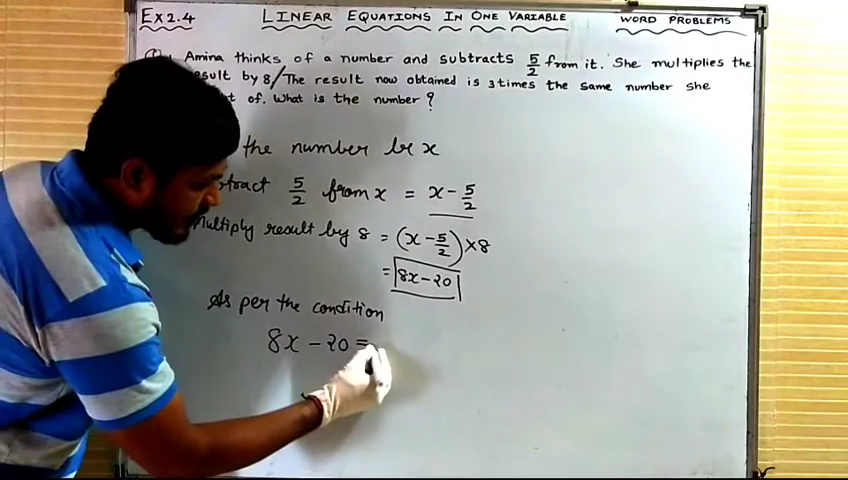 Ex 2.4 LINEAR EQUATIONS IN ONE VARIABLE WORD PROBLEMS
Amina thinks of a number and subtracts 5/2 from it. She multiplies the
result by 8/The result now obtained is 3 times the same number she
of. What is the number?
the number be x
5/2 from x = x - 5/2
Multiply result by 8 = (x - 5/2) × 8
= 8x - 20
As per the condition
8x - 20 =